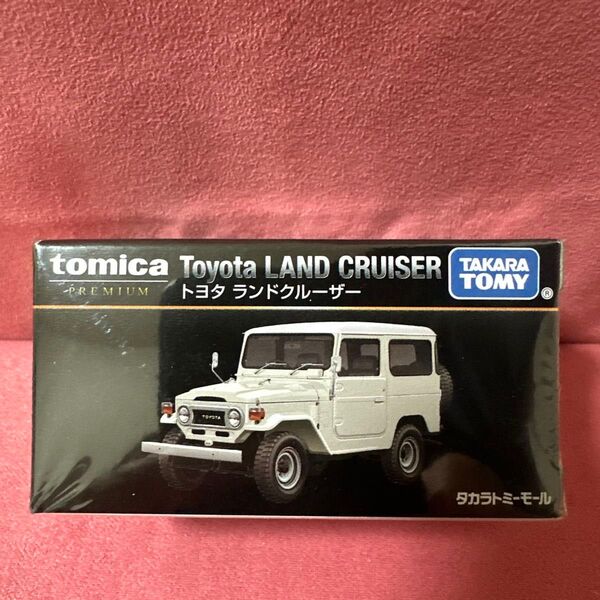 tomica
PREMIUM
Toyota LAND CRUISER
トヨタ ランドクルーザー
TAKARA
TOMY
®
TOYOTA
タカラトミーモール